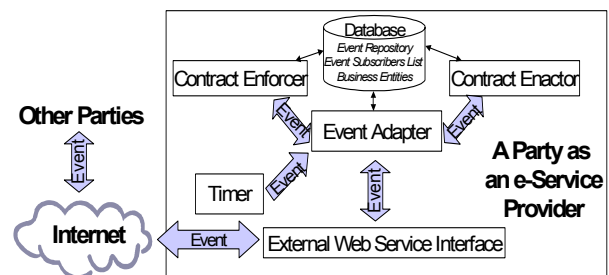 Database
Event Repository
Event Subscribers List
Business Entities
Contract Enforcer
Contract Enactor
Other Parties
Event
Event
Event
Event Adapter
Event
Event
A Party as
an e-Service
Provider
Timer
Internet
Event
External Web Service Interface